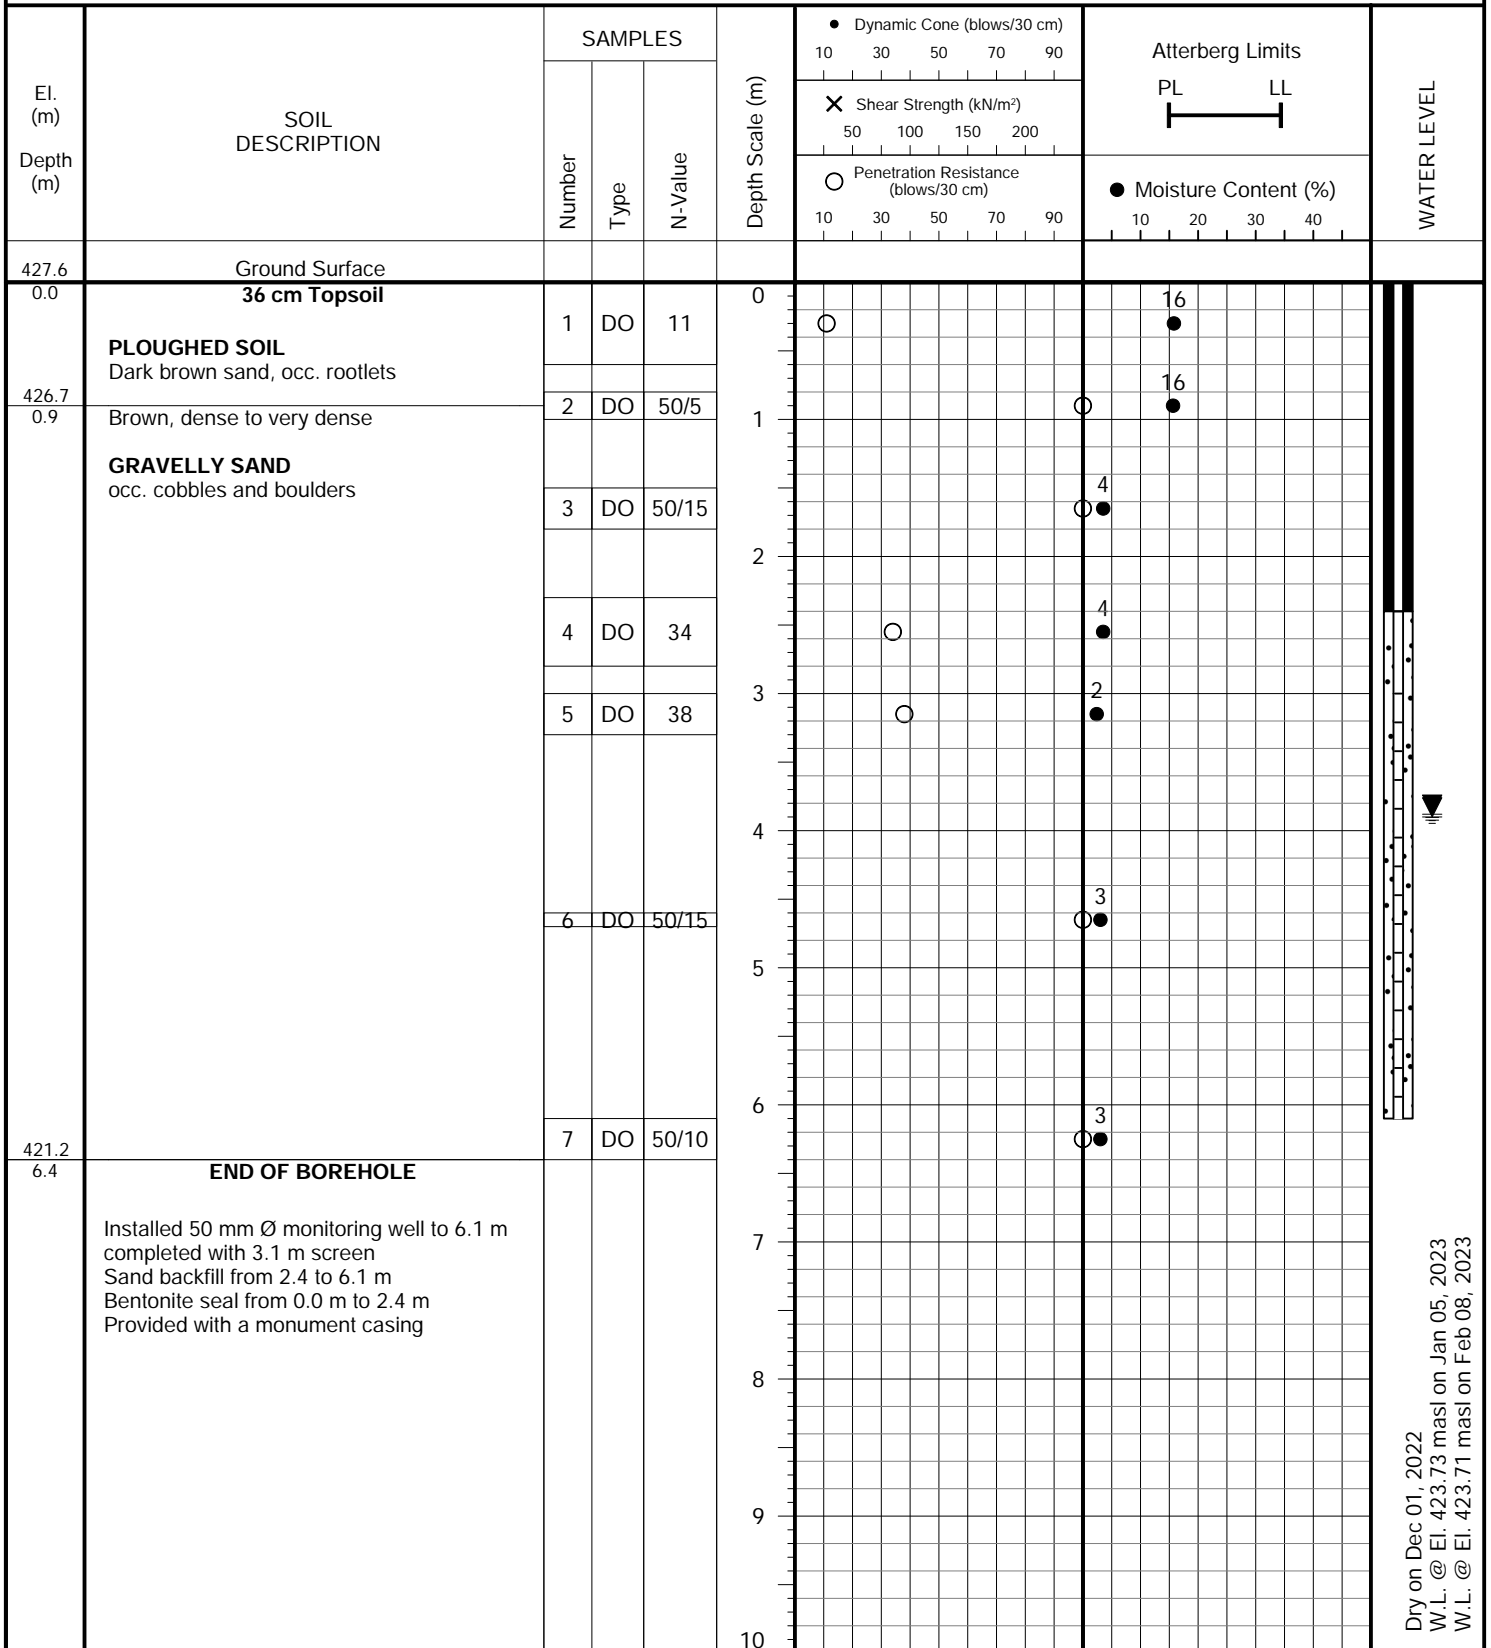 El.
(m)
Depth
(m)
SOIL
DESCRIPTION
SAMPLES
Number
Type
N-Value
Depth Scale (m)
● Dynamic Cone (blows/30 cm)
10 30 50 70 90
✕ Shear Strength (kN/m²)
50 100 150 200
○ Penetration Resistance
(blows/30 cm)
10 30 50 70 90
Atterberg Limits
PL LL
● Moisture Content (%)
10 20 30 40
WATER LEVEL
427.6 Ground Surface
0.0 36 cm Topsoil 0
16
1 DO 11
PLOUGHED SOIL
Dark brown sand, occ. rootlets
16
426.7
2 DO 50/5
0.9 Brown, dense to very dense 1
GRAVELLY SAND
occ. cobbles and boulders
4
3 DO 50/15
2
4
4 DO 34
2
3
5 DO 38
4
3
6 DO 50/15
5
6
3
7 DO 50/10
421.2
6.4 END OF BOREHOLE
Installed 50 mm Ø monitoring well to 6.1 m
completed with 3.1 m screen
Sand backfill from 2.4 to 6.1 m
Bentonite seal from 0.0 m to 2.4 m
Provided with a monument casing
7
8
9
10
Dry on Dec 01, 2022
W.L. @ El. 423.73 masl on Jan 05, 2023
W.L. @ El. 423.71 masl on Feb 08, 2023